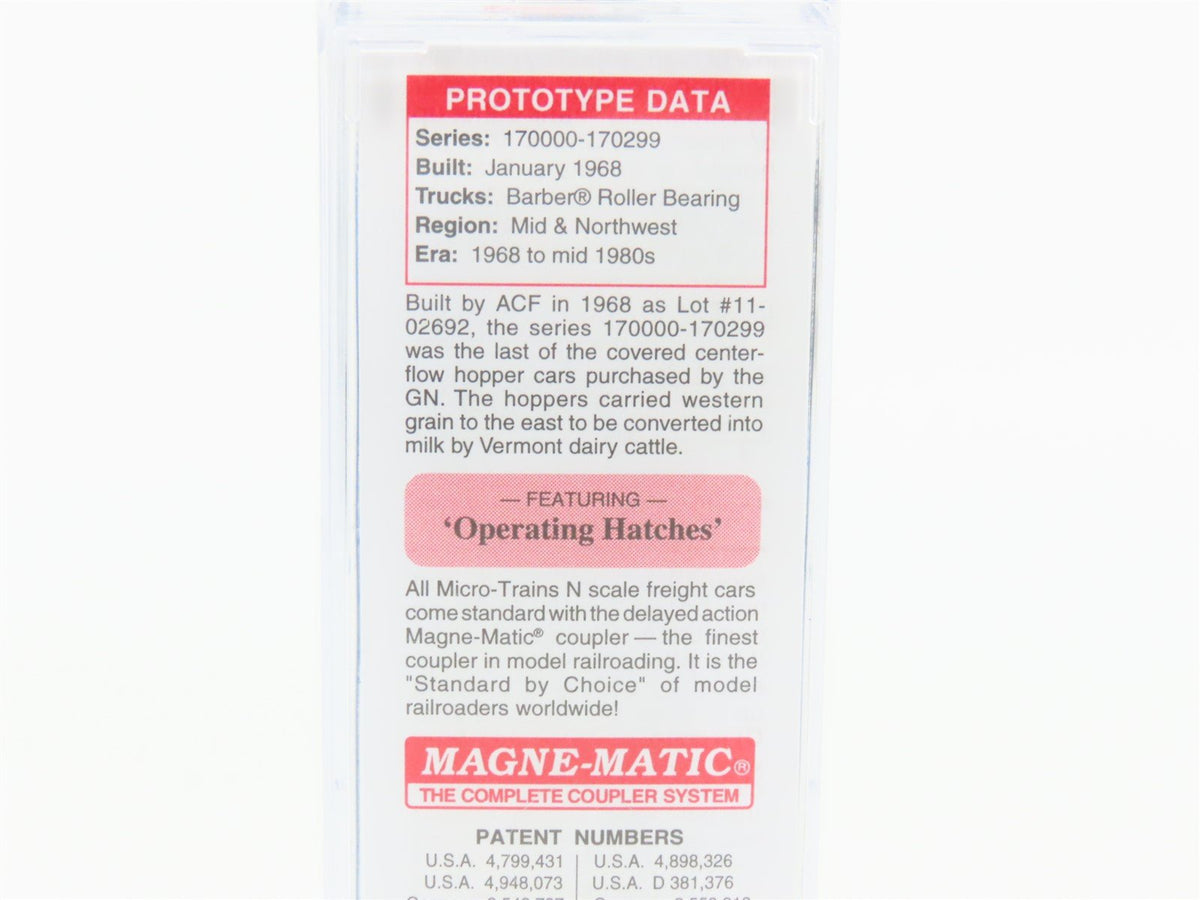 PROTOTYPE DATA
Series: 170000-170299
Built: January 1968
Trucks: Barber® Roller Bearing
Region: Mid & Northwest
Era: 1968 to mid 1980s
Built by ACF in 1968 as Lot #11-
02692, the series 170000-170299
was the last of the covered center-
flow hopper cars purchased by the
GN. The hoppers carried western
grain to the east to be converted into
milk by Vermont dairy cattle.
— FEATURING —
‘Operating Hatches’
All Micro-Trains N scale freight cars
come standard with the delayed action
Magne-Matic® coupler — the finest
coupler in model railroading. It is the
"Standard by Choice" of model
railroaders worldwide!
MAGNE-MATIC®
THE COMPLETE COUPLER SYSTEM
PATENT NUMBERS
U.S.A. 4,799,431 | U.S.A. 4,898,326
U.S.A. 4,948,073 | U.S.A. D 381,376